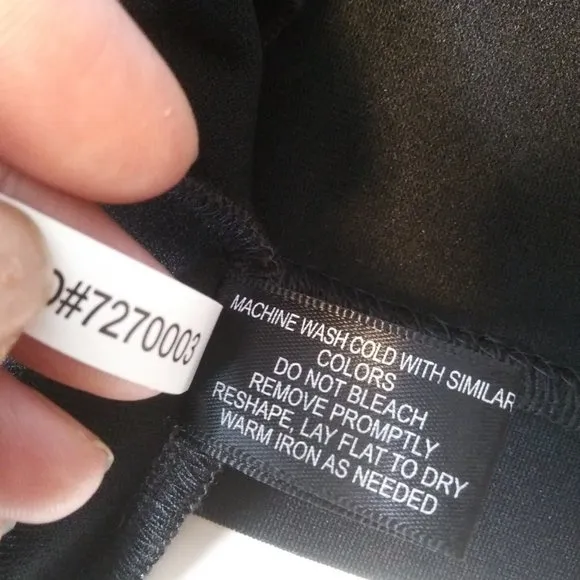 #7270003
MACHINE WASH COLD WITH SIMILAR
COLORS
DO NOT BLEACH
REMOVE PROMPTLY
RESHAPE, LAY FLAT TO DRY
WARM IRON AS NEEDED